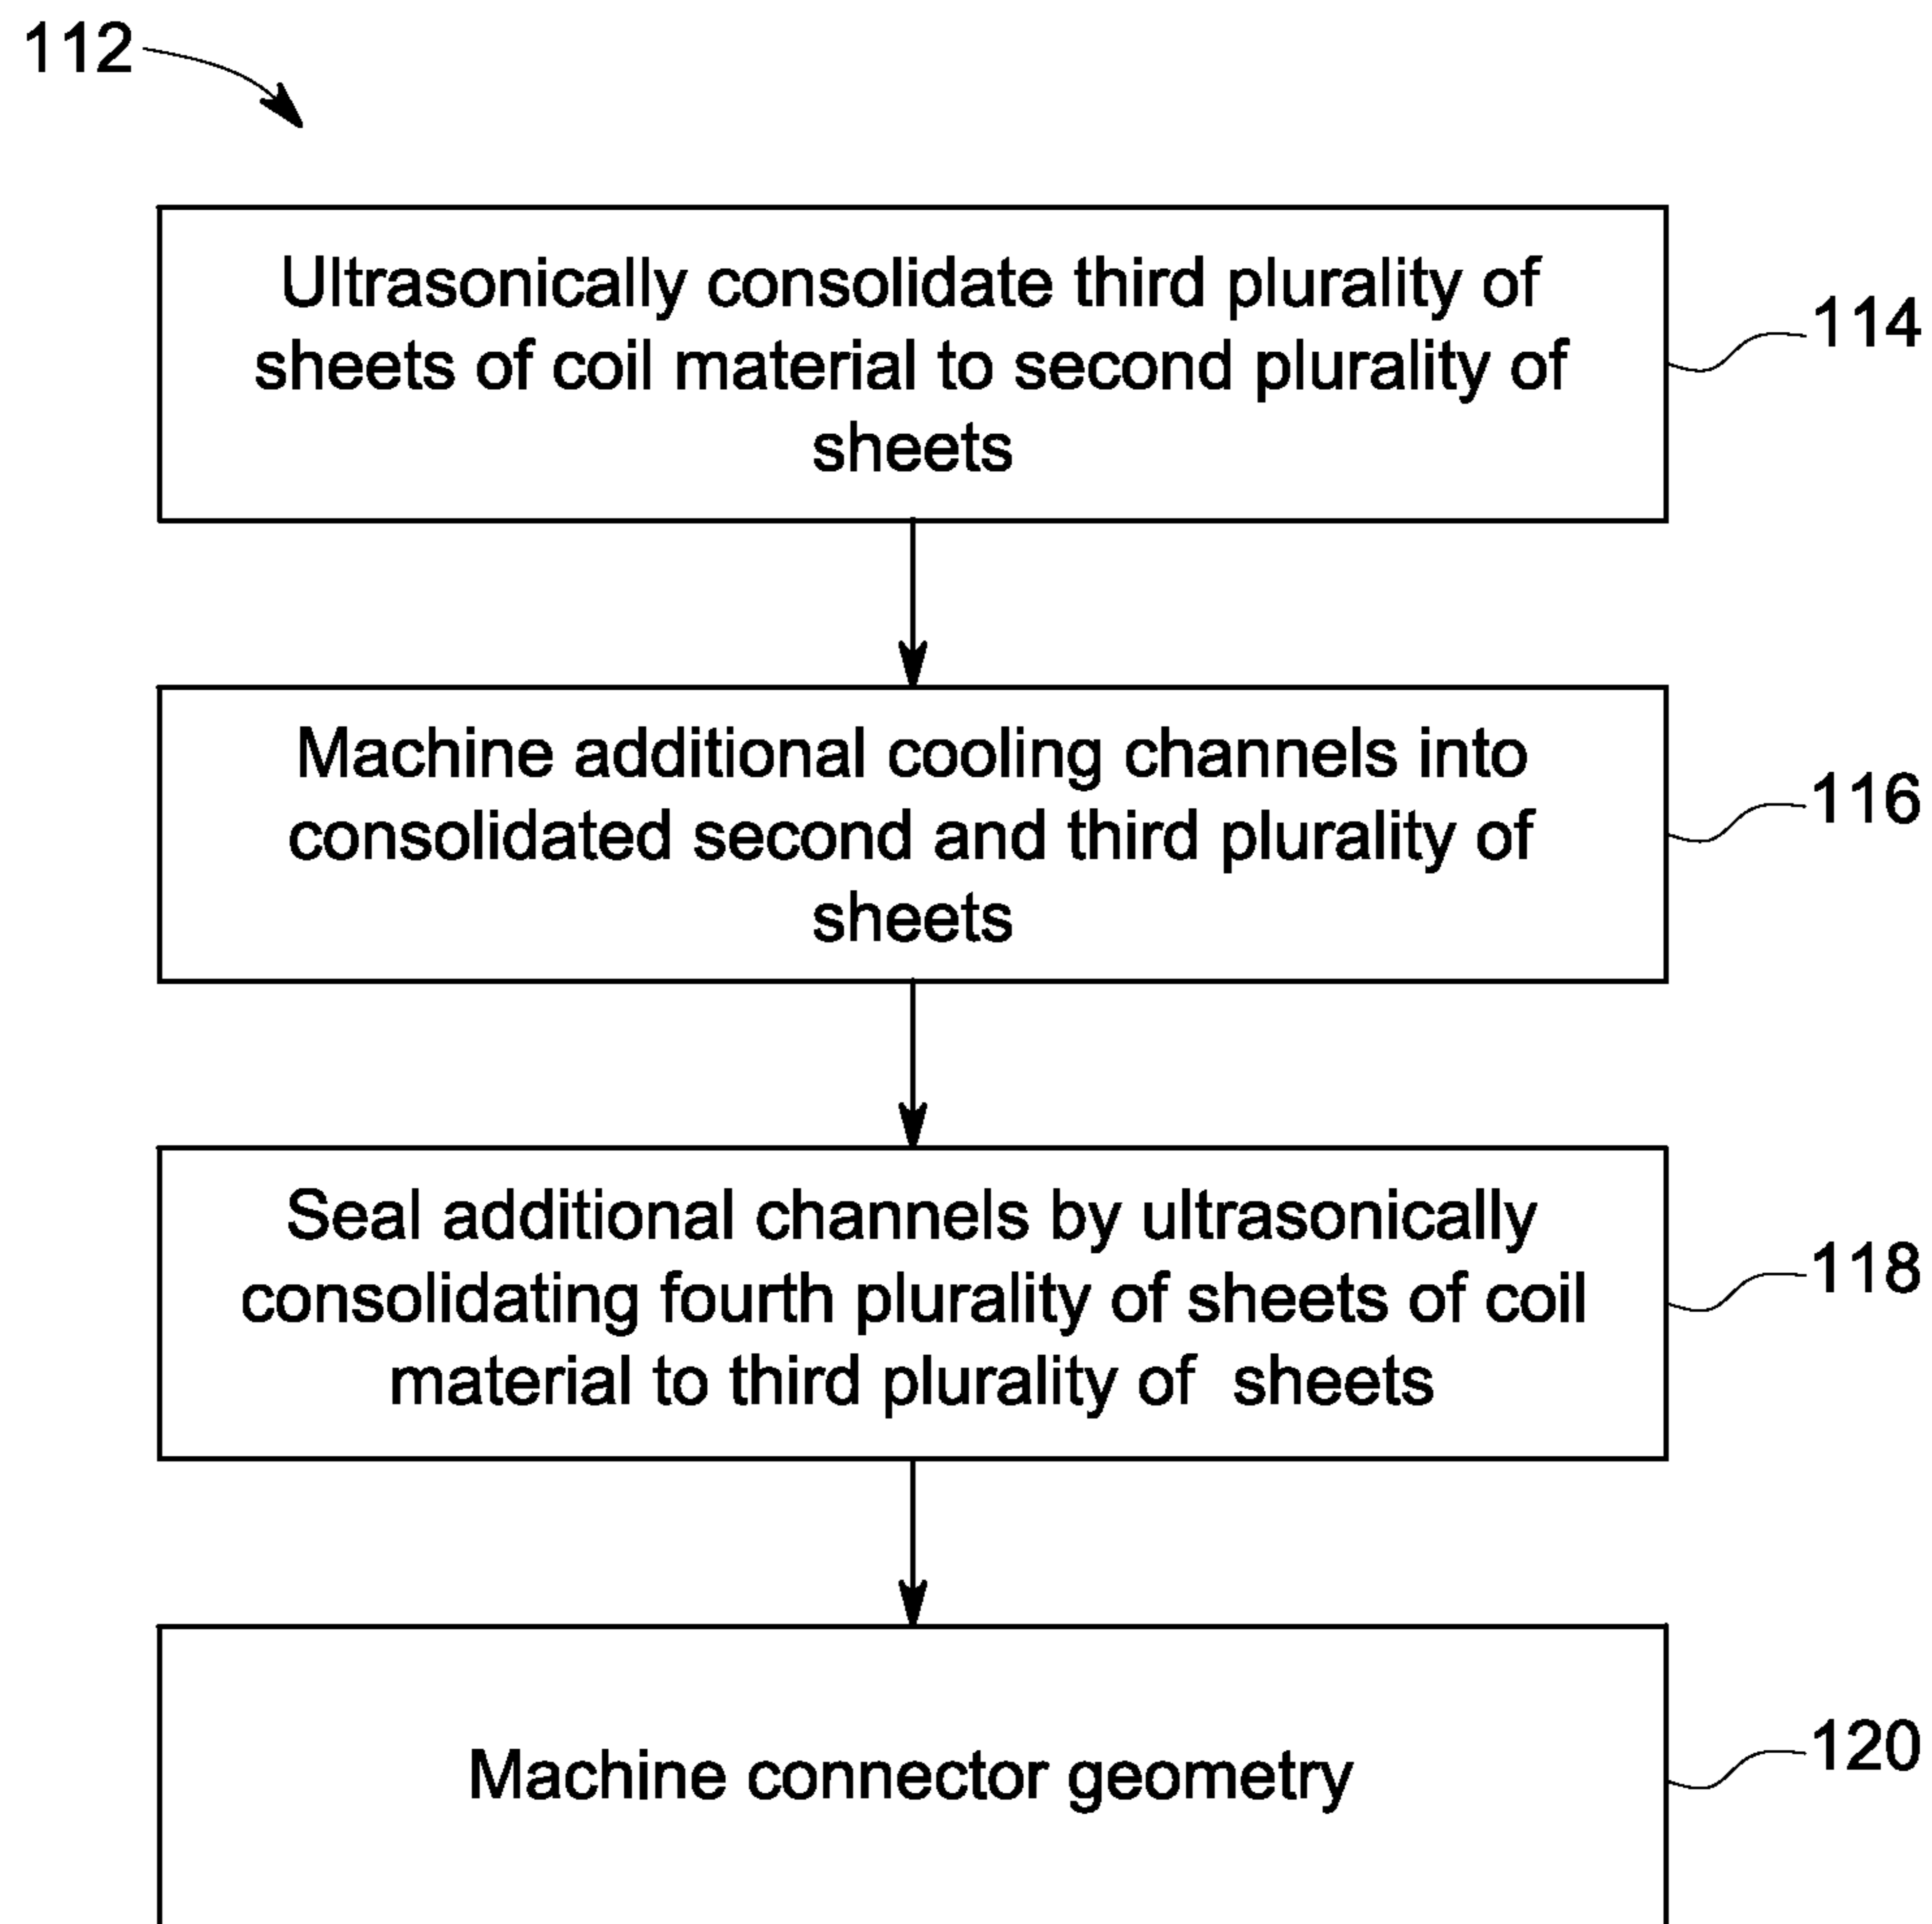 112
Ultrasonically consolidate third plurality of
sheets of coil material to second plurality of
sheets
114
Machine additional cooling channels into
consolidated second and third plurality of
sheets
116
Seal additional channels by ultrasonically
consolidating fourth plurality of sheets of coil
material to third plurality of sheets
118
Machine connector geometry
120